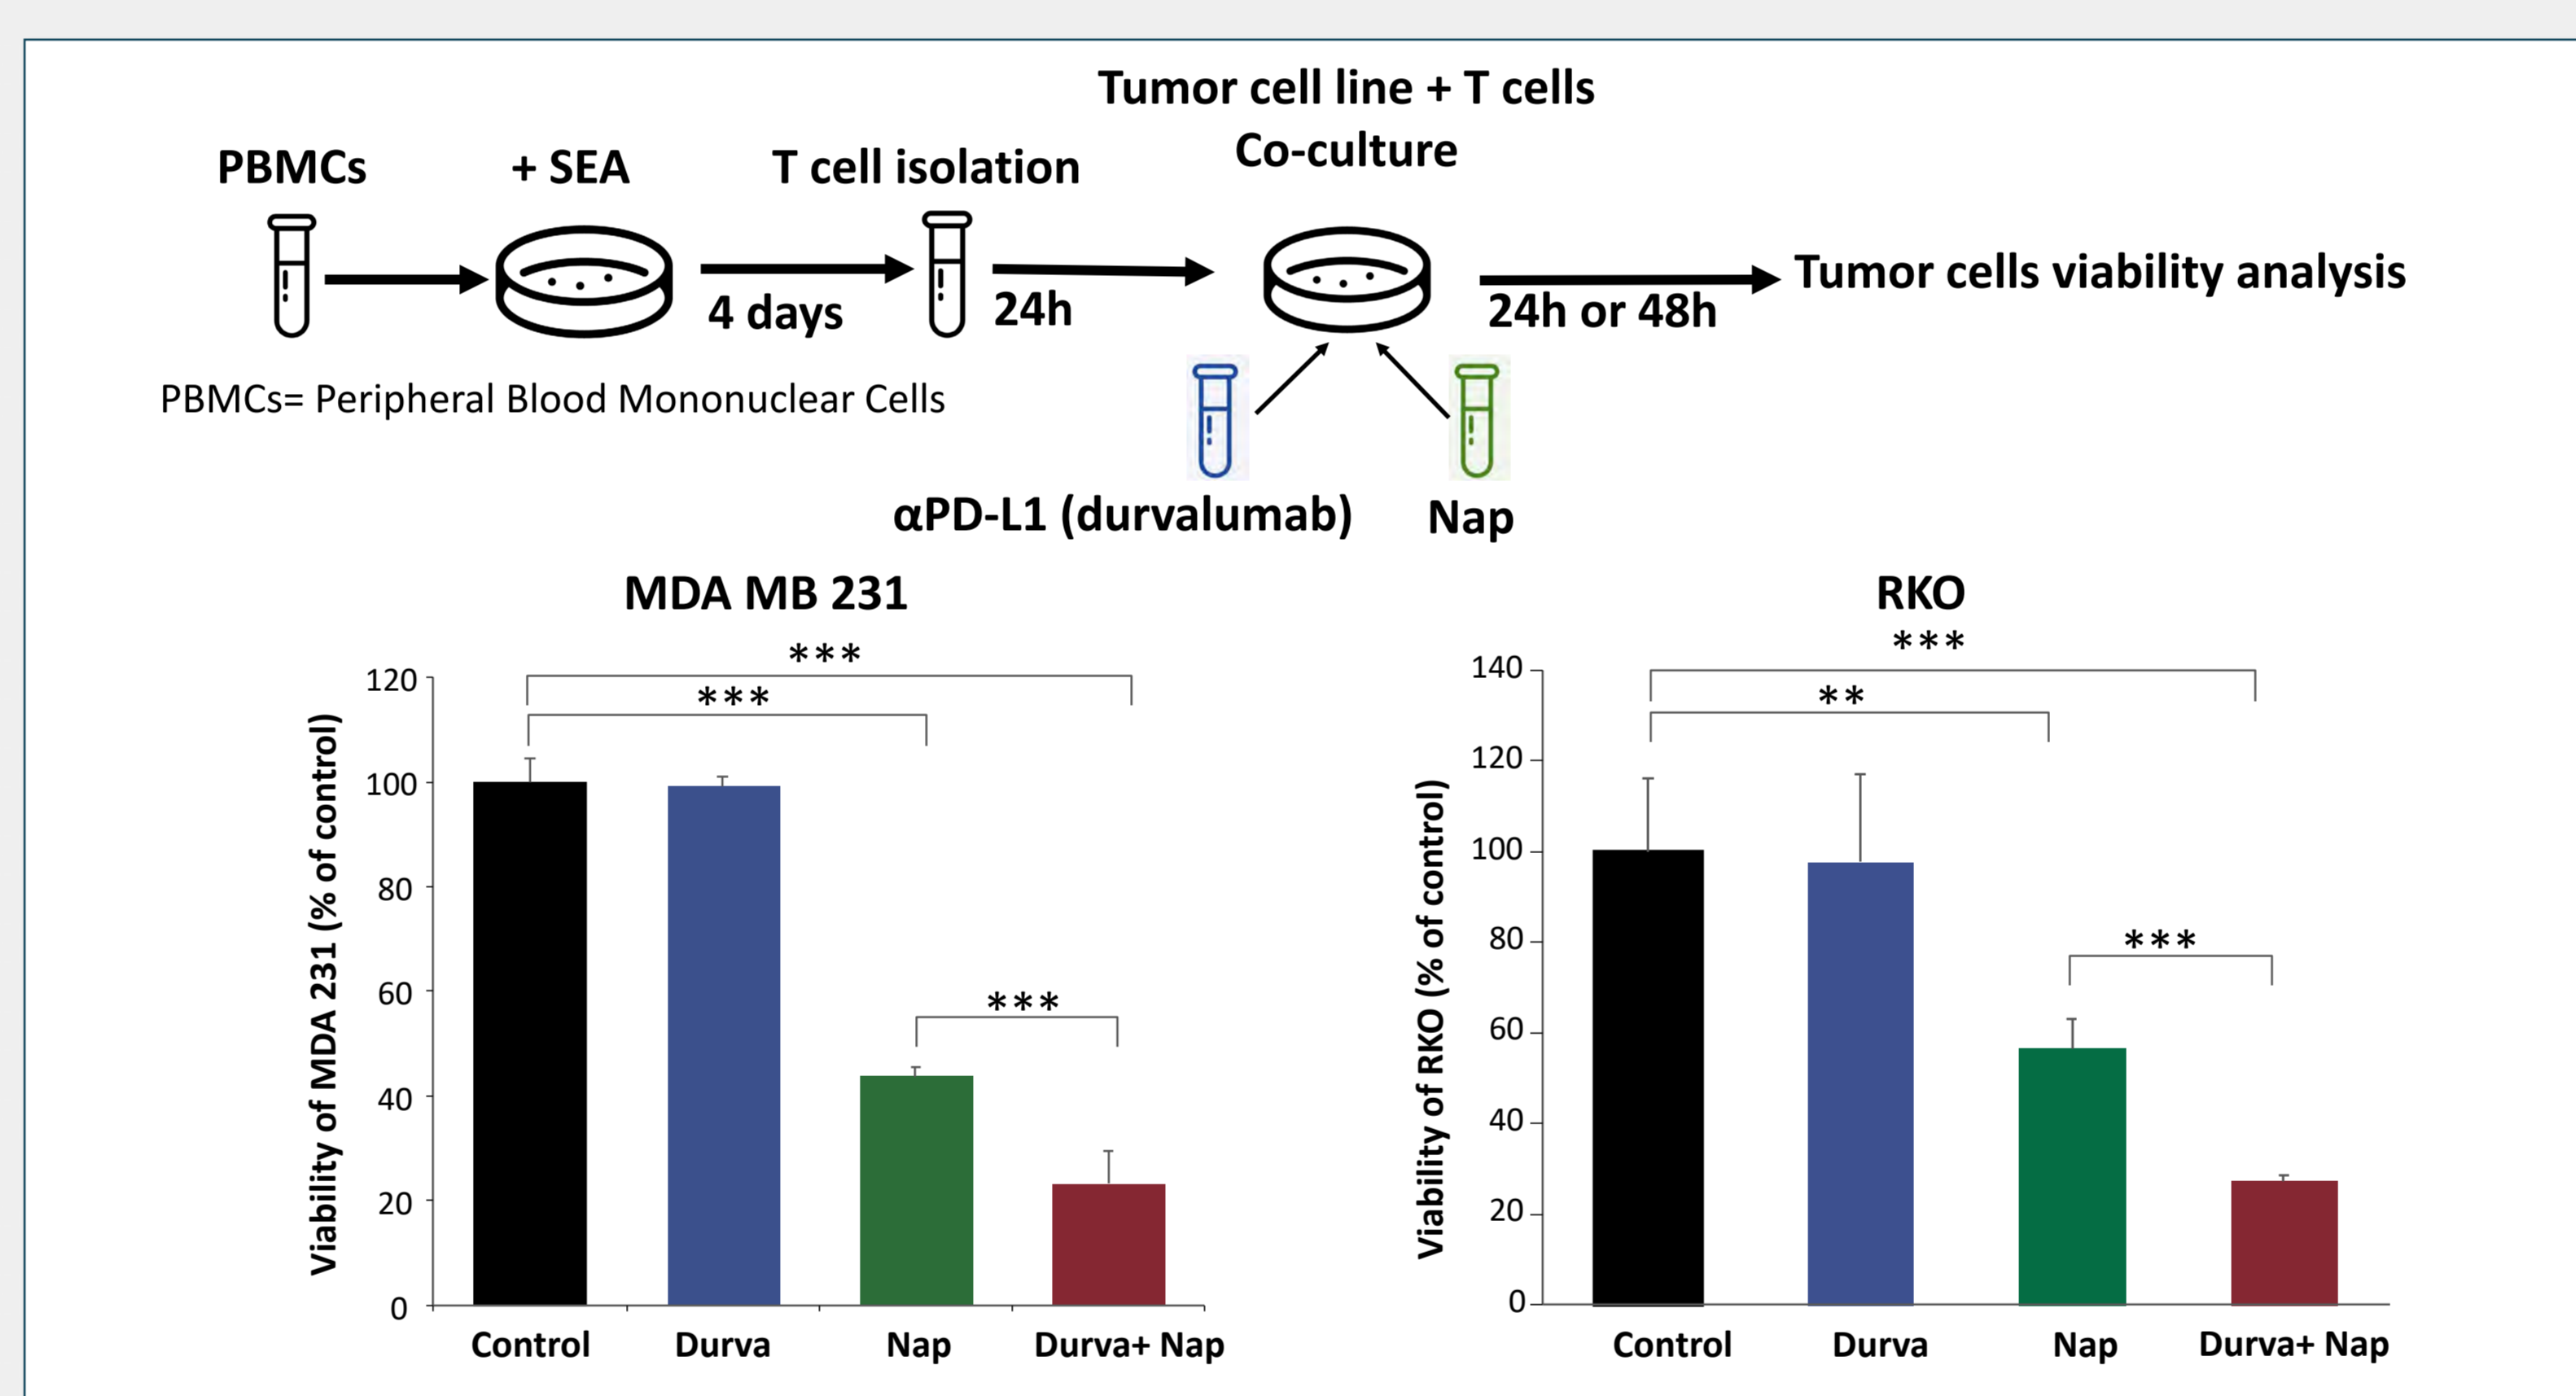 Tumor cell line + T cells
Co-culture
PBMCs
+ SEA
T cell isolation
4 days
24h
24h or 48h
Tumor cells viability analysis
PBMCs= Peripheral Blood Mononuclear Cells
αPD-L1 (durvalumab)
Nap
MDA MB 231
***
***
***
Viability of MDA 231 (% of control)
120
100
80
60
40
20
0
Control
Durva
Nap
Durva+ Nap
RKO
***
**
***
Viability of RKO (% of control)
140
120
100
80
60
40
20
0
Control
Durva
Nap
Durva+ Nap